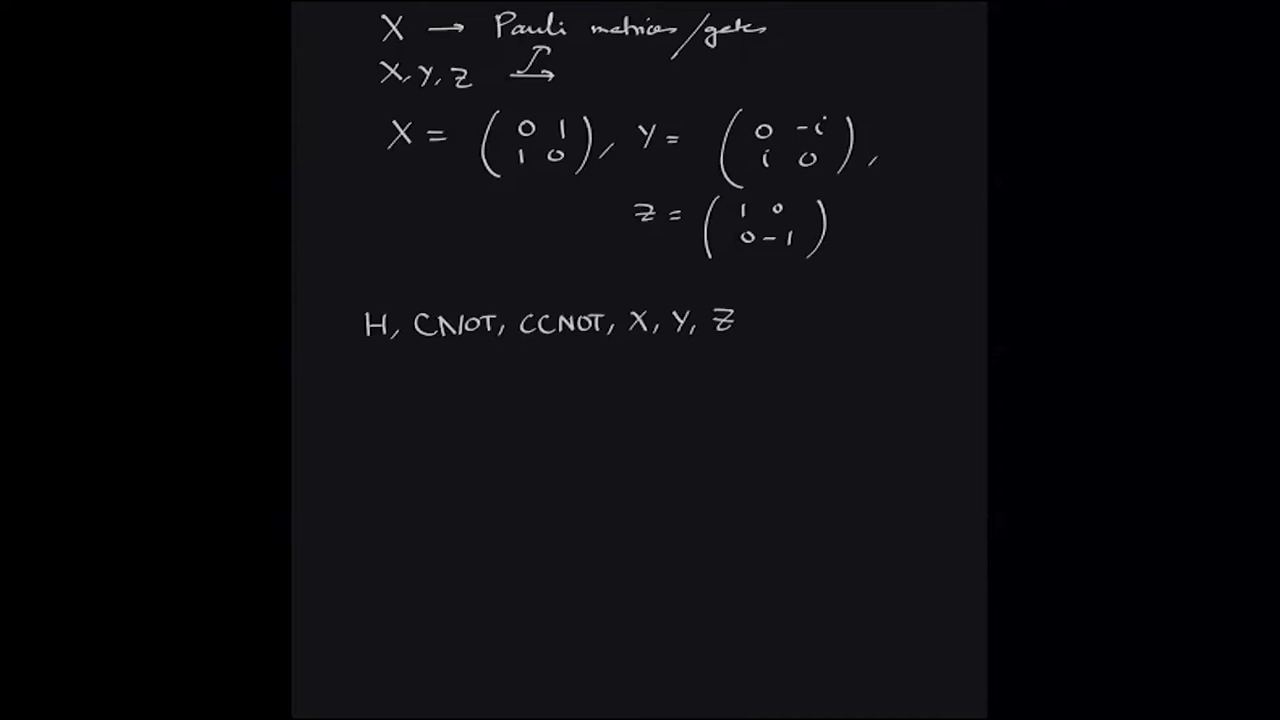 X → Pauli matrices/gates
X, Y, Z →
X = ( 0 1 ), Y = ( 0 -i ),
1 0 i 0
Z = ( 1 0 )
0 -1
H, CNOT, CCNOT, X, Y, Z